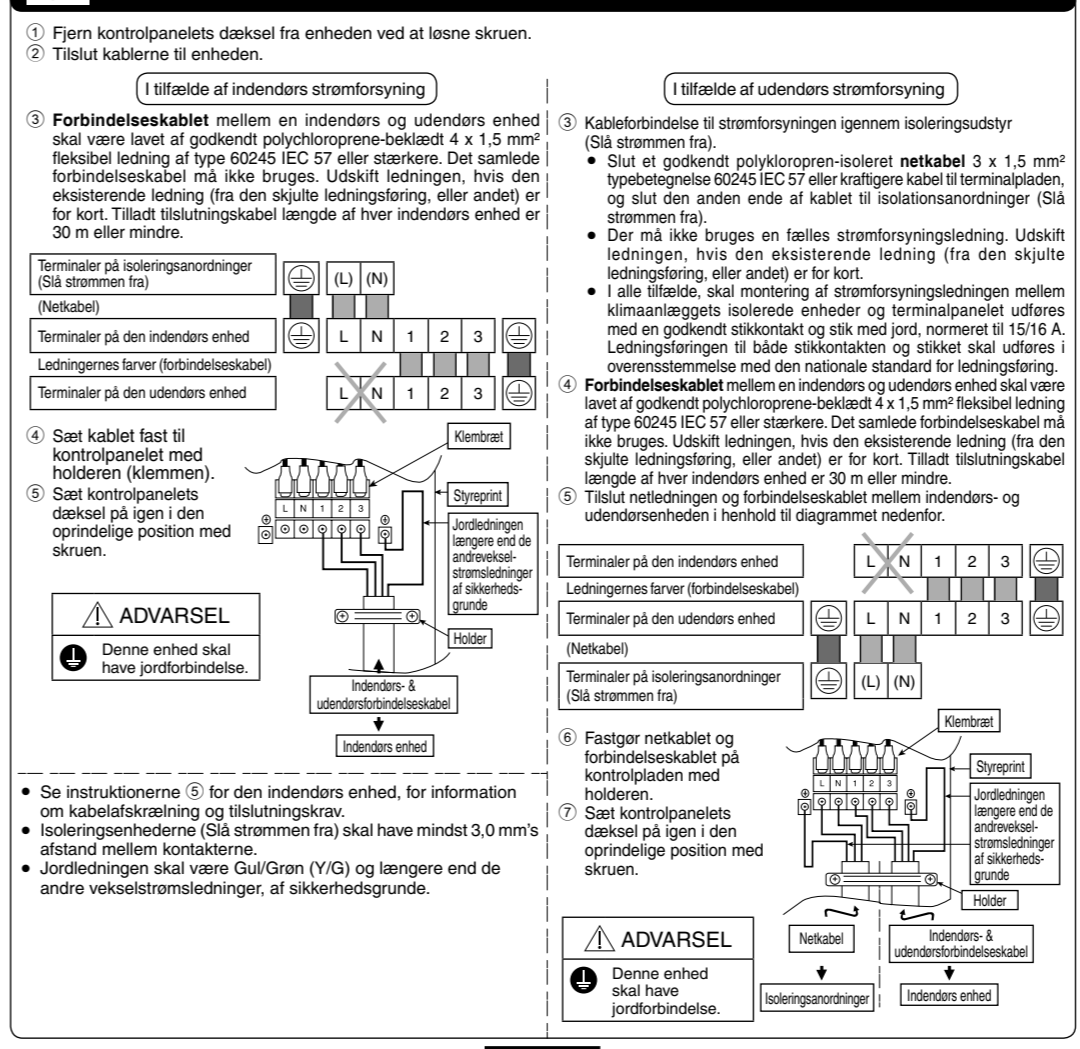 ① Fjern kontrolpanelets dæksel fra enheden ved at løsne skruen.
② Tilslut kablerne til enheden.
I tilfælde af indendørs strømforsyning
③ Forbindelseskablet mellem en indendørs og udendørs enhed
skal være lavet af godkendt polychloroprene-beklædt 4 x 1,5 mm²
fleksibel ledning af type 60245 IEC 57 eller stærkere. Det samlede
forbindelseskabel må ikke bruges. Udskift ledningen, hvis den
eksisterende ledning (fra den skjulte ledningsføring, eller andet) er
for kort. Tilladt tilslutningskabel længde af hver indendørs enhed er
30 m eller mindre.
Terminaler på isoleringsanordninger
(Slå strømmen fra)
(L) (N)
(Netkabel)
Terminaler på den indendørs enhed
L N 1 2 3
Ledningernes farver (forbindelseskabel)
Terminaler på den udendørs enhed
L N 1 2 3
④ Sæt kablet fast til
kontrolpanelet med
holderen (klemmen).
⑤ Sæt kontrolpanelets
dæksel på igen i den
oprindelige position med
skruen.
Klembræt
Styreprint
L N 1 2 3
Jordledningen
længere end de
andreveksel-
strømsledninger
af sikkerheds-
grunde
Holder
Indendørs- &
udendørsforbindelseskabel
Indendørs enhed
ADVARSEL
Denne enhed skal
have jordforbindelse.
• Se instruktionerne ⑤ for den indendørs enhed, for information
om kabelafskrælning og tilslutningskrav.
• Isoleringsenhederne (Slå strømmen fra) skal have mindst 3,0 mm's
afstand mellem kontakterne.
• Jordledningen skal være Gul/Grøn (Y/G) og længere end de
andre vekselstrømsledninger, af sikkerhedsgrunde.
I tilfælde af udendørs strømforsyning
③ Kableforbindelse til strømforsyningen igennem isoleringsudstyr
(Slå strømmen fra).
• Slut et godkendt polykloropren-isoleret netkabel 3 x 1,5 mm²
typebetegnelse 60245 IEC 57 eller kraftigere kabel til terminalpladen,
og slut den anden ende af kablet til isolationsanordninger (Slå
strømmen fra).
• Der må ikke bruges en fælles strømforsyningsledning. Udskift
ledningen, hvis den eksisterende ledning (fra den skjulte
ledningsføring, eller andet) er for kort.
• I alle tilfælde, skal montering af strømforsyningsledningen mellem
klimaanlæggets isolerede enheder og terminalpanelet udføres
med en godkendt stikkontakt og stik med jord, normeret til 15/16 A.
Ledningsføringen til både stikkontakten og stikket skal udføres i
overensstemmelse med den nationale standard for ledningsføring.
④ Forbindelseskablet mellem en indendørs og udendørs enhed skal være
lavet af godkendt polychloroprene-beklædt 4 x 1,5 mm² fleksibel ledning
af type 60245 IEC 57 eller stærkere. Det samlede forbindelseskabel må
ikke bruges. Udskift ledningen, hvis den eksisterende ledning (fra den
skjulte ledningsføring, eller andet) er for kort. Tilladt tilslutningskabel
længde af hver indendørs enhed er 30 m eller mindre.
⑤ Tilslut netledningen og forbindelseskablet mellem indendørs- og
udendørsenheden i henhold til diagrammet nedenfor.
Terminaler på den indendørs enhed
L N 1 2 3
Ledningernes farver (forbindelseskabel)
Terminaler på den udendørs enhed
L N 1 2 3
(Netkabel)
Terminaler på isoleringsanordninger
(Slå strømmen fra)
(L) (N)
⑥ Fastgør netkablet og
forbindelseskablet på
kontrolpladen med
holderen.
⑦ Sæt kontrolpanelets
dæksel på igen i den
oprindelige position med
skruen.
Klembræt
Styreprint
L N 1 2 3
Jordledningen
længere end de
andreveksel-
strømsledninger
af sikkerheds-
grunde
Holder
Netkabel
Indendørs- &
udendørsforbindelseskabel
Isoleringsanordninger
Indendørs enhed
ADVARSEL
Denne enhed
skal have
jordforbindelse.